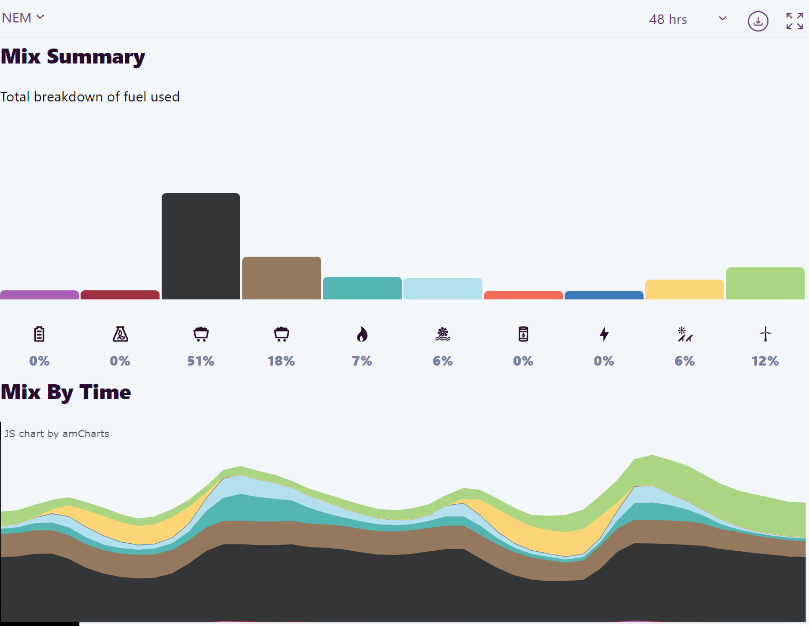 NEM
48 hrs
Mix Summary
Total breakdown of fuel used
0% 0% 51% 18% 7% 6% 0% 0% 6% 12%
Mix By Time
JS chart by amCharts